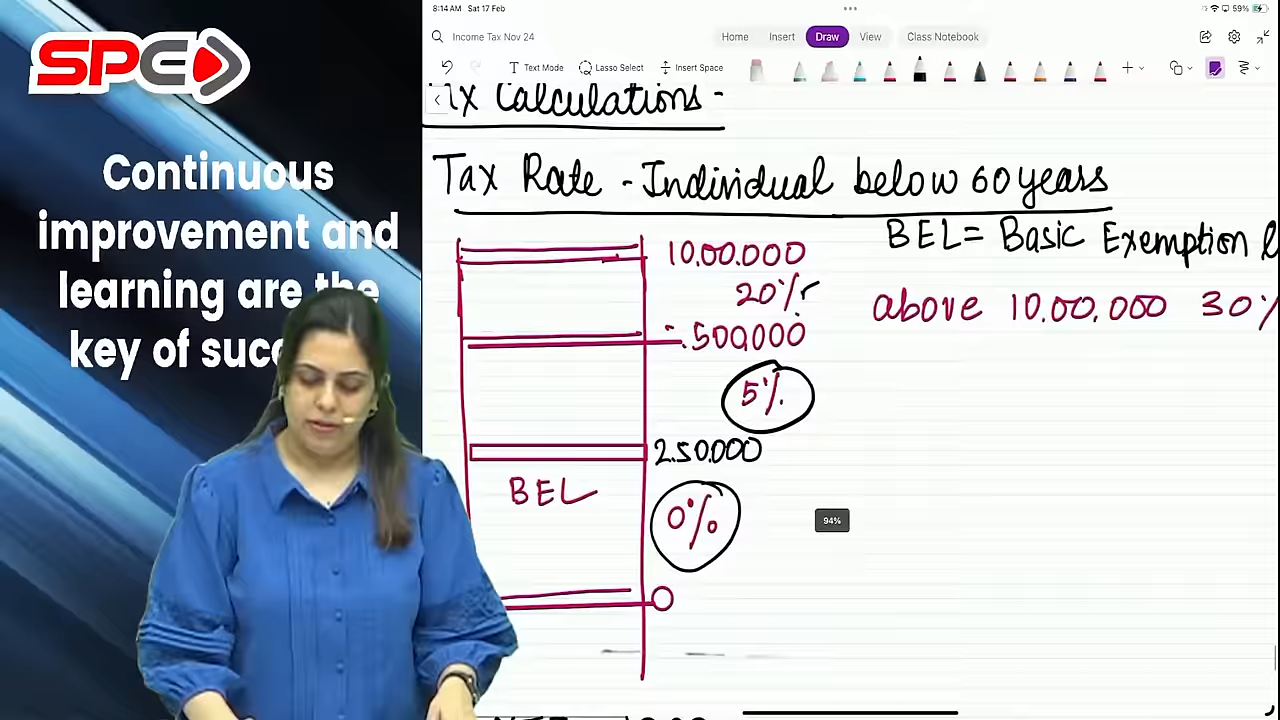 SPE
Continuous
improvement and
learning are the
key of
8:14 AM Sat 17 Feb
59%
Income Tax Nov 24
Home Insert Draw View Class Notebook
Text Mode Lasso Select Insert Space
Calculations -
Tax Rate - Individual below 60 years
BEL = Basic Exemption
10,00,000
20%
above 10,00,000 30%
500,000
5%
2,50,000
BEL
0%
94%
0